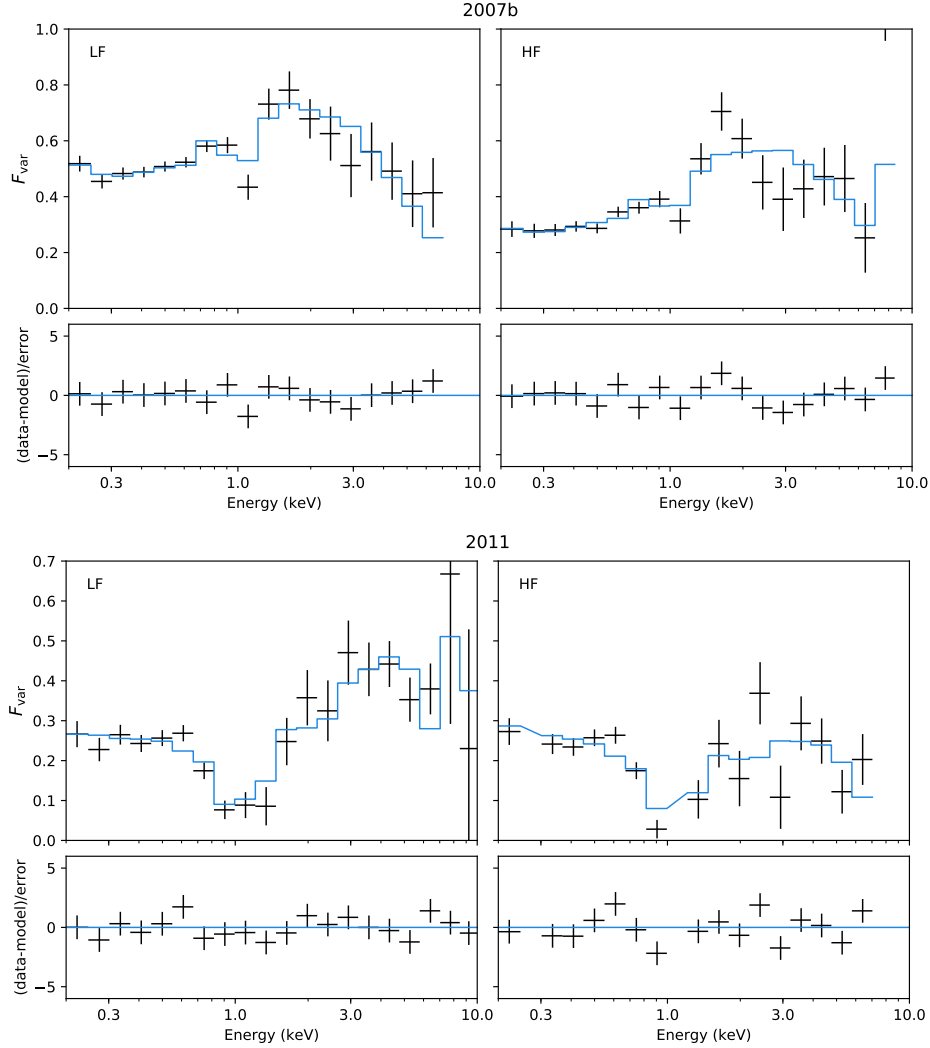 2007b
LF
HF
1.0
0.8
0.6
0.4
0.2
0.0
F_var
5
0
−5
(data-model)/error
0.3 1.0 3.0 10.0
0.3 1.0 3.0 10.0
Energy (keV)
Energy (keV)
2011
LF
HF
0.7
0.6
0.5
0.4
0.3
0.2
0.1
0.0
F_var
5
0
−5
(data-model)/error
0.3 1.0 3.0 10.0
0.3 1.0 3.0 10.0
Energy (keV)
Energy (keV)